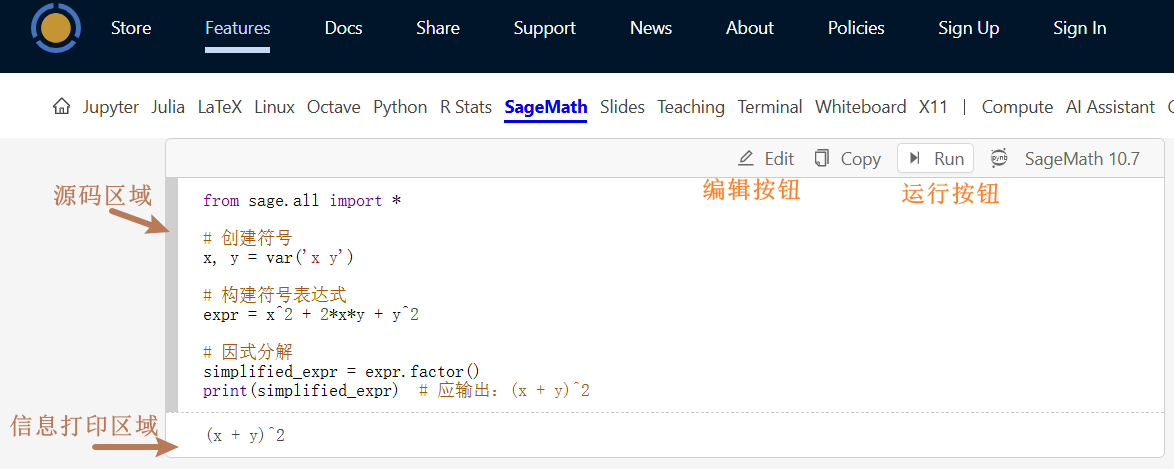 Store Features Docs Share Support News About Policies Sign Up Sign In
Jupyter Julia LaTeX Linux Octave Python R Stats SageMath Slides Teaching Terminal Whiteboard X11 | Compute AI Assistant
Edit Copy Run SageMath 10.7
编辑按钮 运行按钮
源码区域
from sage.all import *
# 创建符号
x, y = var('x y')
# 构建符号表达式
expr = x^2 + 2*x*y + y^2
# 因式分解
simplified_expr = expr.factor()
print(simplified_expr)  # 应输出：(x + y)^2
信息打印区域
(x + y)^2